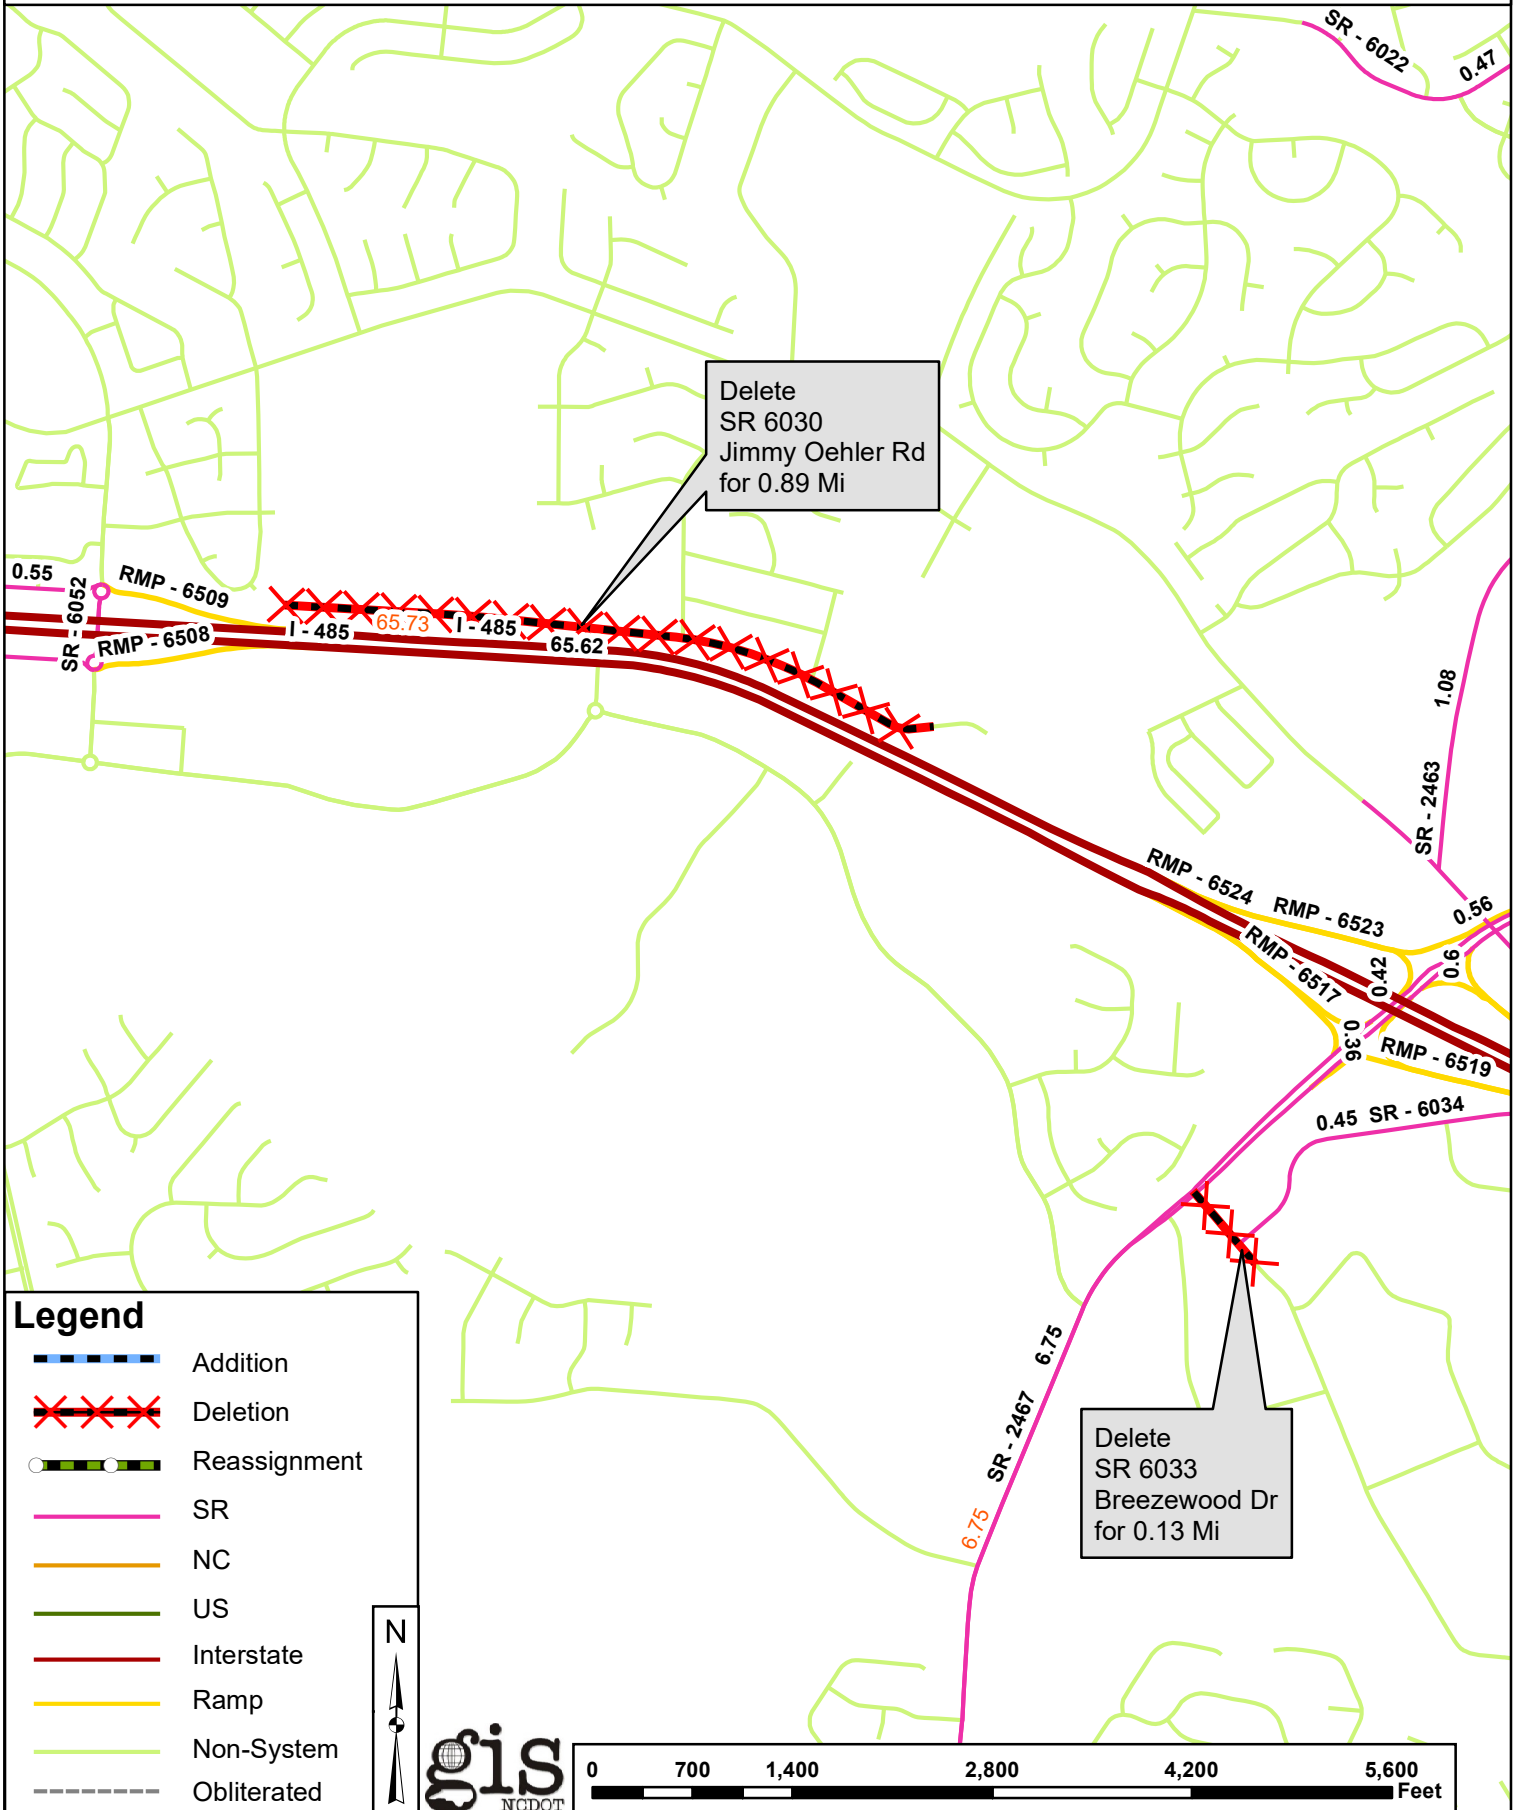 SR - 6022
0.47
Delete
SR 6030
Jimmy Oehler Rd
for 0.89 Mi
0.55
SR - 6052
RMP - 6509
RMP - 6508
I - 485
65.73
I - 485
65.62
1.08
SR - 2463
RMP - 6524
RMP - 6523
0.56
RMP - 6517
0.42
0.6
0.36
RMP - 6519
0.45 SR - 6034
6.75
SR - 2467
6.75
Delete
SR 6033
Breezewood Dr
for 0.13 Mi
Legend
Addition
Deletion
Reassignment
SR
NC
US
Interstate
Ramp
Non-System
Obliterated
N
gis
NCDOT
0 700 1,400 2,800 4,200 5,600
Feet